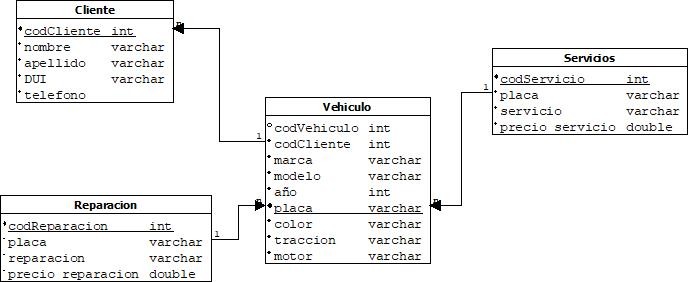 Cliente
codCliente int
nombre varchar
apellido varchar
DUI varchar
telefono
Servicios
codServicio int
placa varchar
servicio varchar
precio servicio double
1
Vehiculo
codVehiculo int
codCliente int
marca varchar
modelo varchar
año int
placa varchar
color varchar
traccion varchar
motor varchar
1
Reparacion
codReparacion int
placa varchar
reparacion varchar
precio reparacion double
1